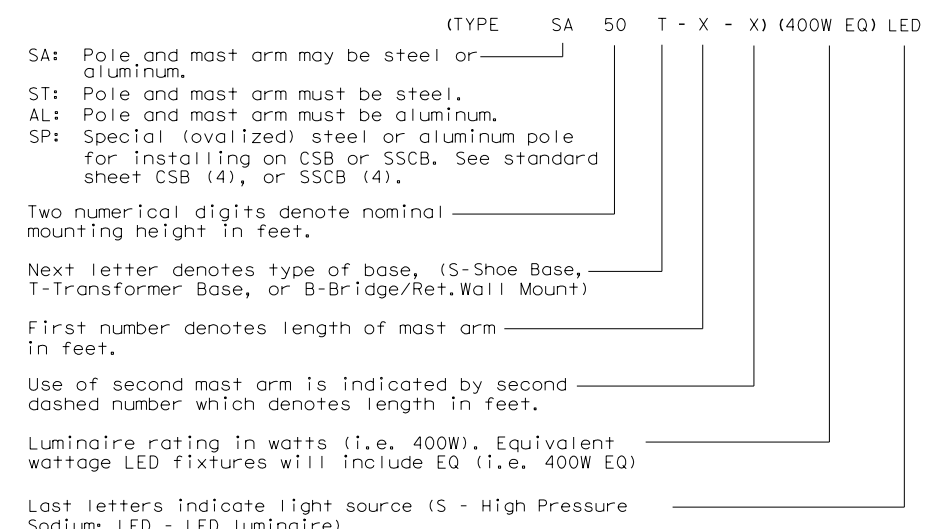 (TYPE SA 50 T - X - X) (400W EQ) LED
SA: Pole and mast arm may be steel or
aluminum.
ST: Pole and mast arm must be steel.
AL: Pole and mast arm must be aluminum.
SP: Special (ovalized) steel or aluminum pole
for installing on CSB or SSCB. See standard
sheet CSB (4), or SSCB (4).
Two numerical digits denote nominal
mounting height in feet.
Next letter denotes type of base, (S-Shoe Base,
T-Transformer Base, or B-Bridge/Ret.Wall Mount)
First number denotes length of mast arm
in feet.
Use of second mast arm is indicated by second
dashed number which denotes length in feet.
Luminaire rating in watts (i.e. 400W). Equivalent
wattage LED fixtures will include EQ (i.e. 400W EQ)
Last letters indicate light source (S - High Pressure
Sodium; LED - LED luminaire)